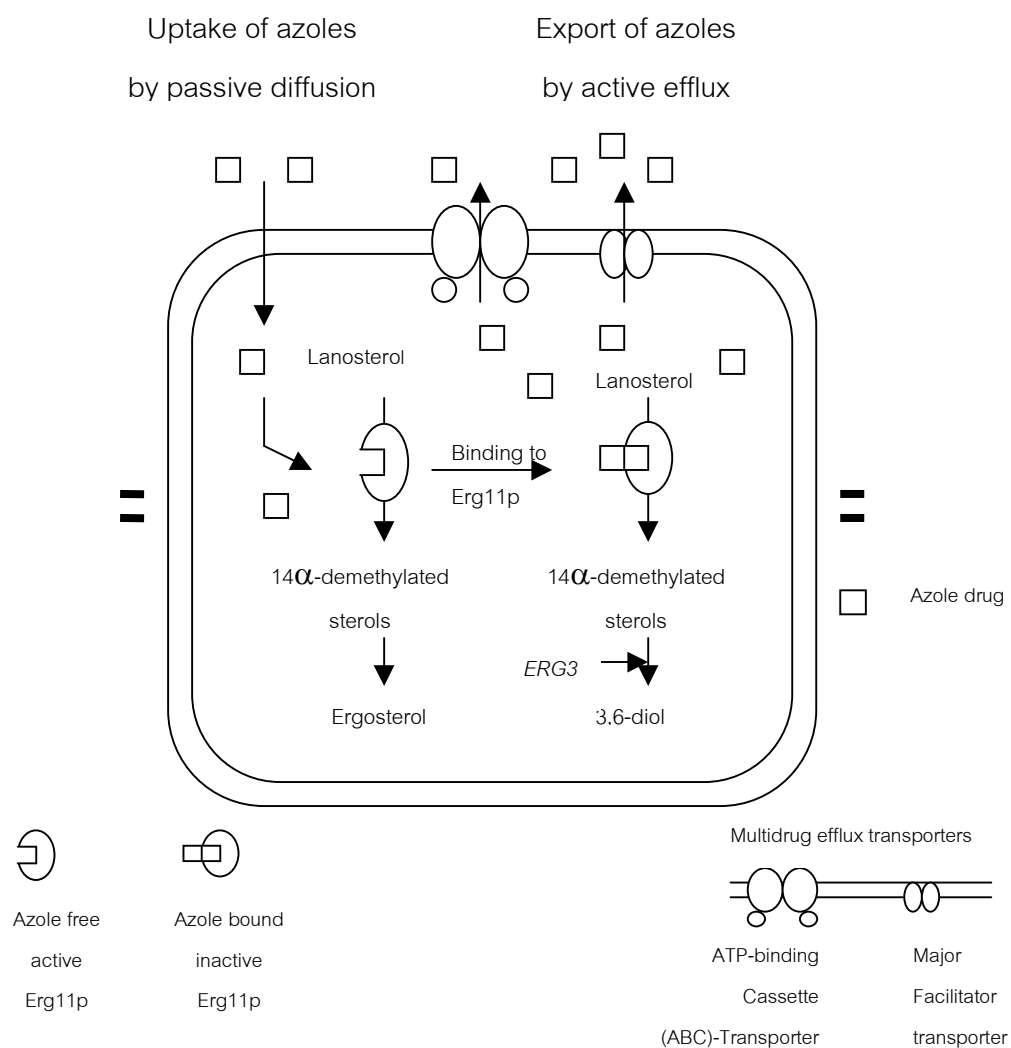 Uptake of azoles
by passive diffusion
Export of azoles
by active efflux
Lanosterol
Lanosterol
Binding to
Erg11p
14α-demethylated
sterols
14α-demethylated
sterols
ERG3
Ergosterol
3.6-diol
Azole drug
Azole free
active
Erg11p
Azole bound
inactive
Erg11p
Multidrug efflux transporters
ATP-binding
Cassette
(ABC)-Transporter
Major
Facilitator
transporter